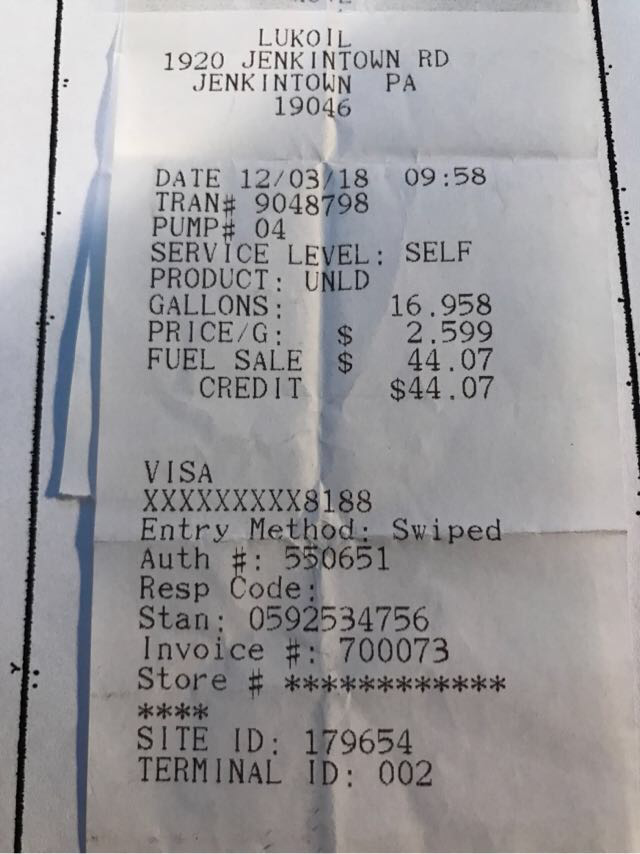 LUKOIL
1920 JENKINTOWN RD
JENKINTOWN PA
19046
DATE 12/03/18 09:58
TRAN# 9048798
PUMP# 04
SERVICE LEVEL: SELF
PRODUCT: UNLD
GALLONS: 16.958
PRICE/G: $ 2.599
FUEL SALE $ 44.07
CREDIT $44.07
VISA
XXXXXXXXX8188
Entry Method: Swiped
Auth #: 550651
Resp Code:
Stan: 0592534756
Invoice #: 700073
Store # ************
****
SITE ID: 179654
TERMINAL ID: 002